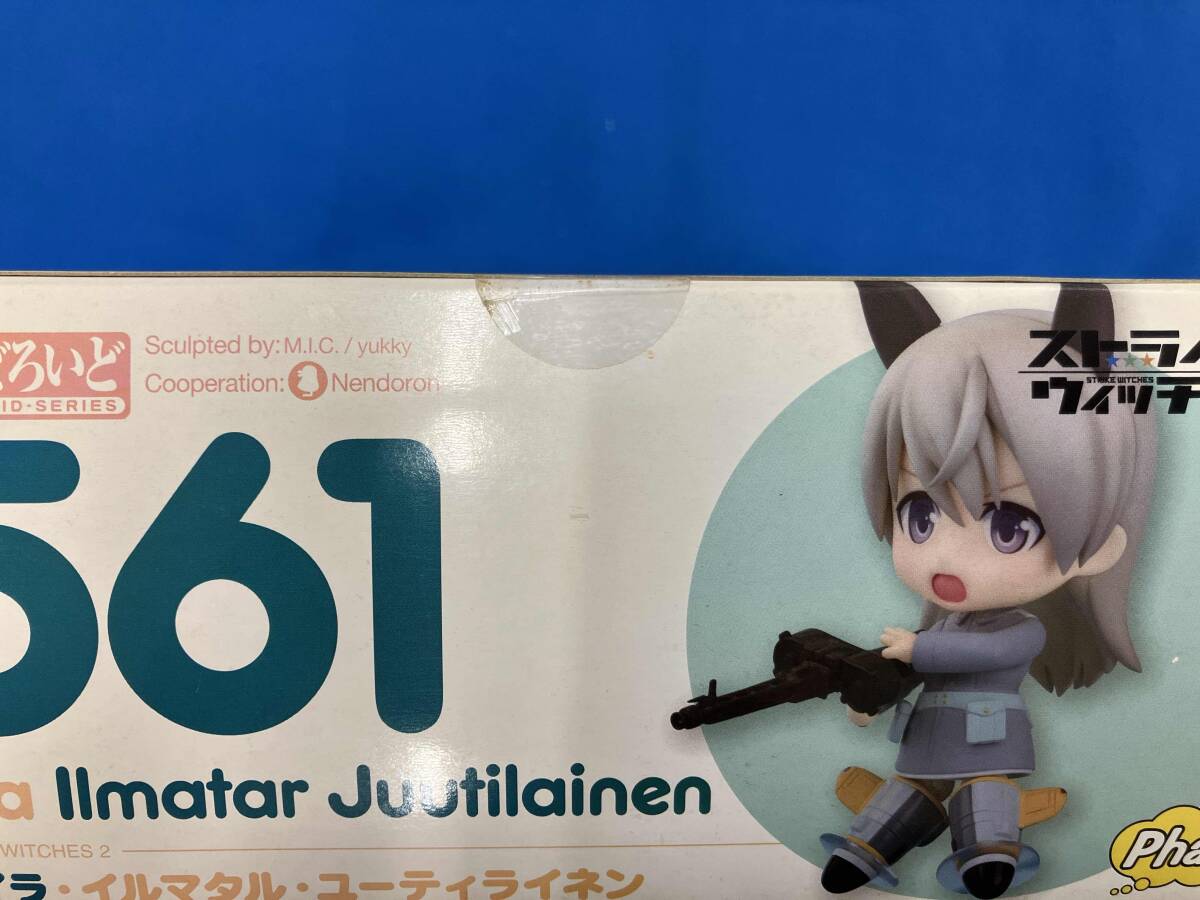 ろいど
ID•SERIES
Sculpted by: M.I.C. / yukky
Cooperation: Nendoron
ストライ
STRIKE WITCHES
ウィッチ
561
a Ilmatar Juutilainen
WITCHES 2
イラ・イルマタル・ユーティライネン
Pha